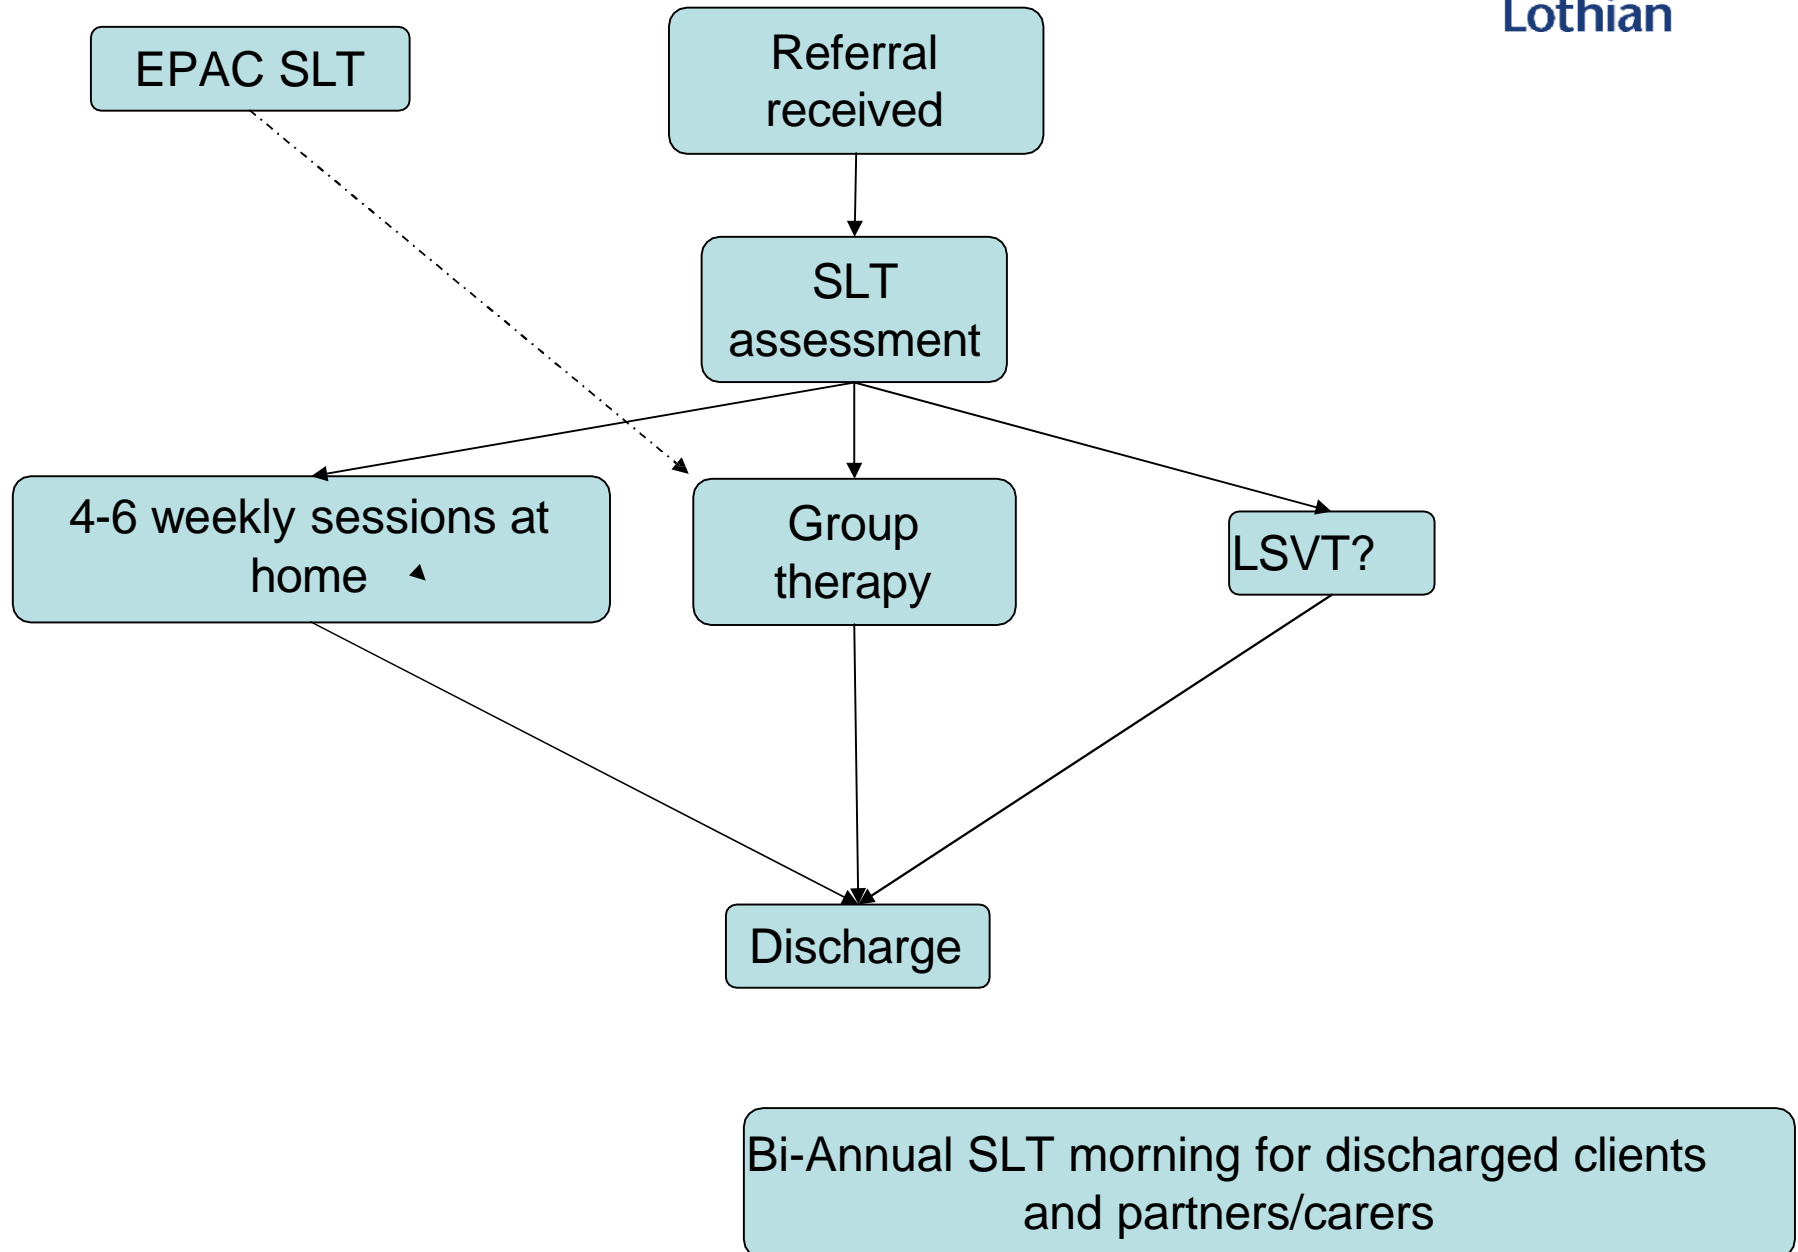 Lothian
EPAC SLT
Referral
received
SLT
assessment
4-6 weekly sessions at
home
Group
therapy
LSVT?
Discharge
Bi-Annual SLT morning for discharged clients
and partners/carers